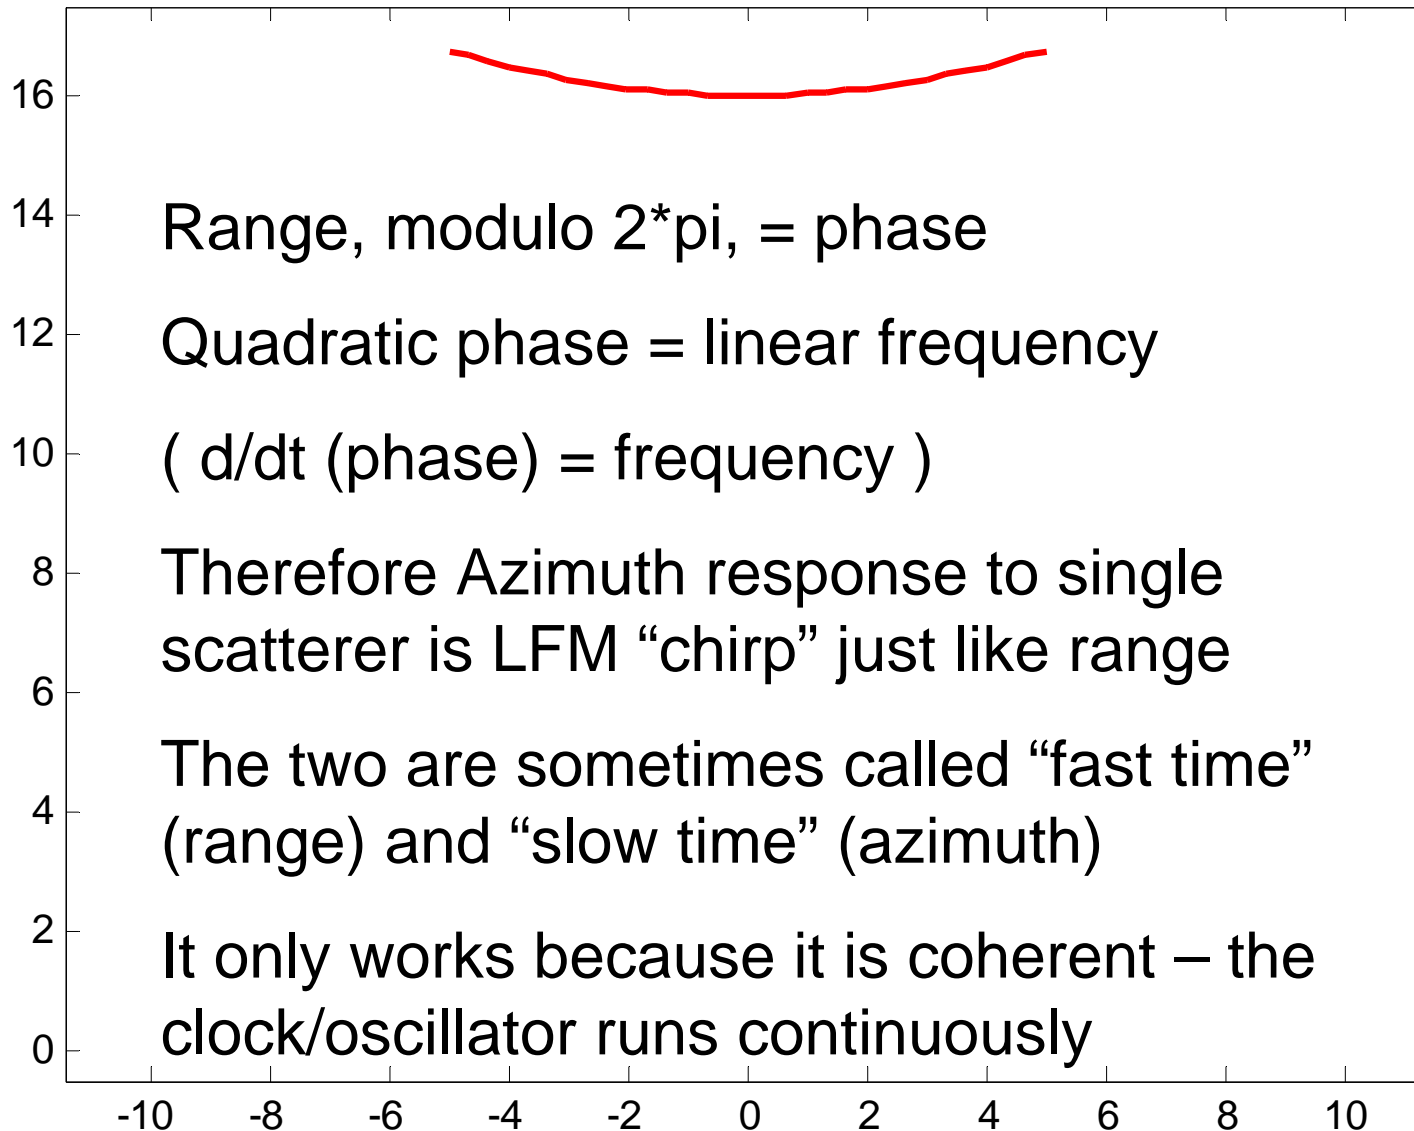 16
14
12
10
8
6
4
2
0
Range, modulo 2*pi, = phase
Quadratic phase = linear frequency
( d/dt (phase) = frequency )
Therefore Azimuth response to single
scatterer is LFM “chirp” just like range
The two are sometimes called “fast time”
(range) and “slow time” (azimuth)
It only works because it is coherent – the
clock/oscillator runs continuously
-10 -8 -6 -4 -2 0 2 4 6 8 10